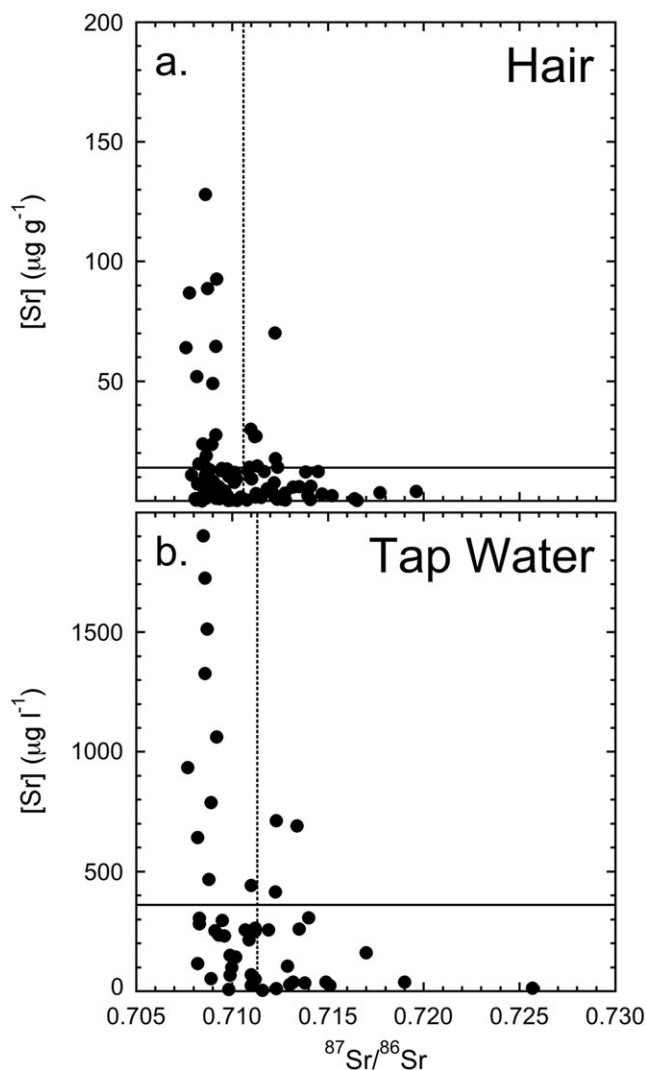 200
a.
Hair
150
[Sr] (μg g⁻¹)
100
50
b.
Tap Water
1500
[Sr] (μg l⁻¹)
1000
500
0
0.705 0.710 0.715 0.720 0.725 0.730
⁸⁷Sr/⁸⁶Sr